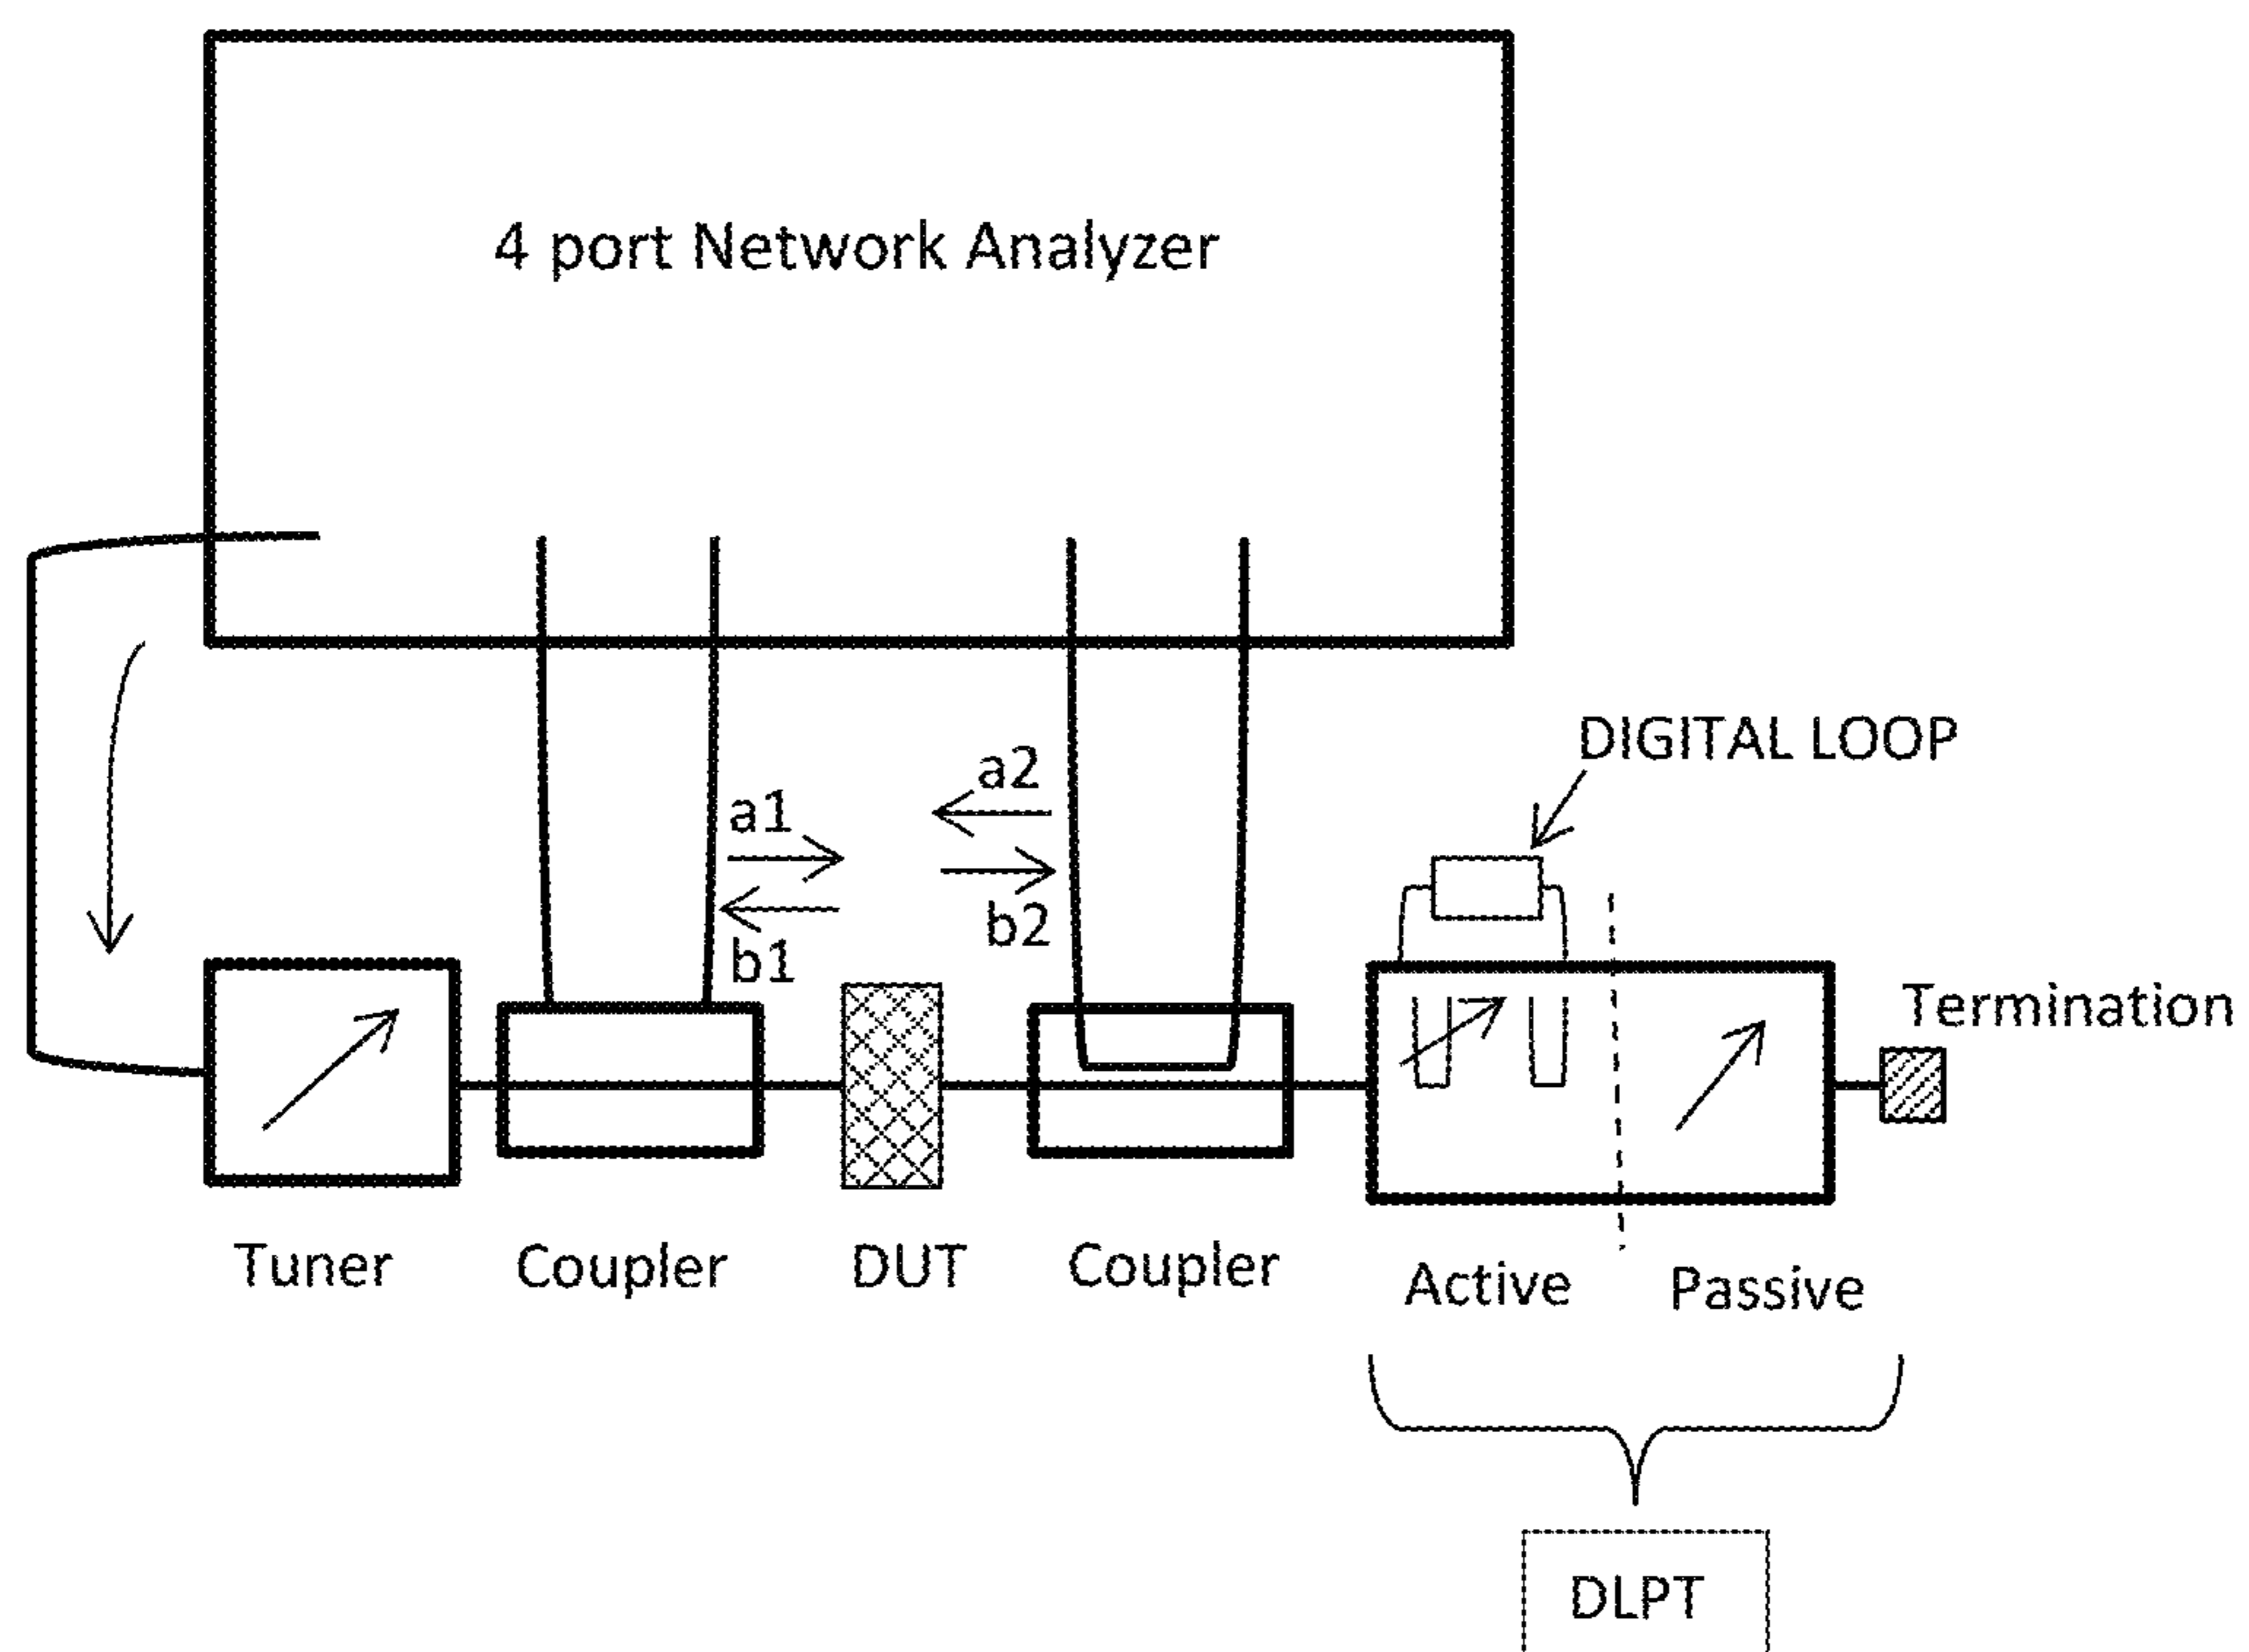 4 port Network Analyzer
DIGITAL LOOP
a2
a1
b2
b1
Termination
Tuner
Coupler
DUT
Coupler
Active
Passive
DLPT